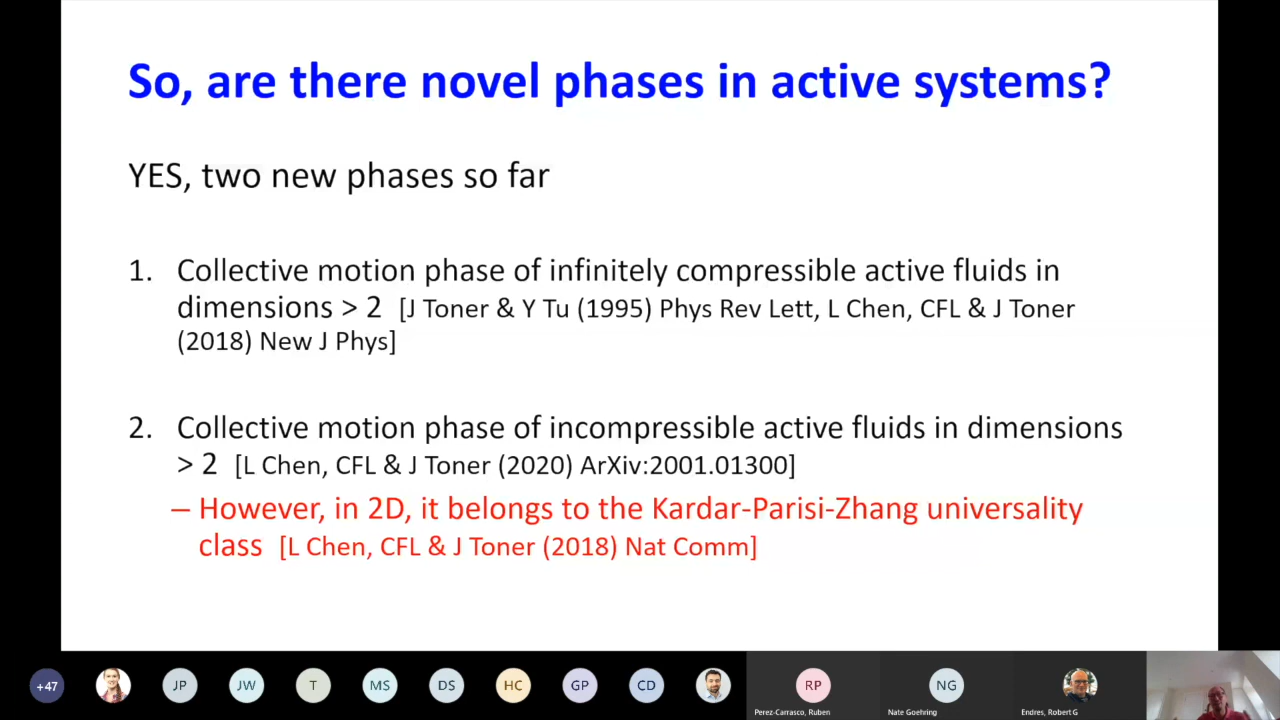 So, are there novel phases in active systems?
YES, two new phases so far
1. Collective motion phase of infinitely compressible active fluids in
dimensions > 2 [J Toner & Y Tu (1995) Phys Rev Lett, L Chen, CFL & J Toner
(2018) New J Phys]
2. Collective motion phase of incompressible active fluids in dimensions
> 2 [L Chen, CFL & J Toner (2020) ArXiv:2001.01300]
– However, in 2D, it belongs to the Kardar-Parisi-Zhang universality
class [L Chen, CFL & J Toner (2018) Nat Comm]
+47 JP JW T MS DS HC GP CD RP NG
Perez-Carrasco, Ruben Nate Goehring Endres, Robert G